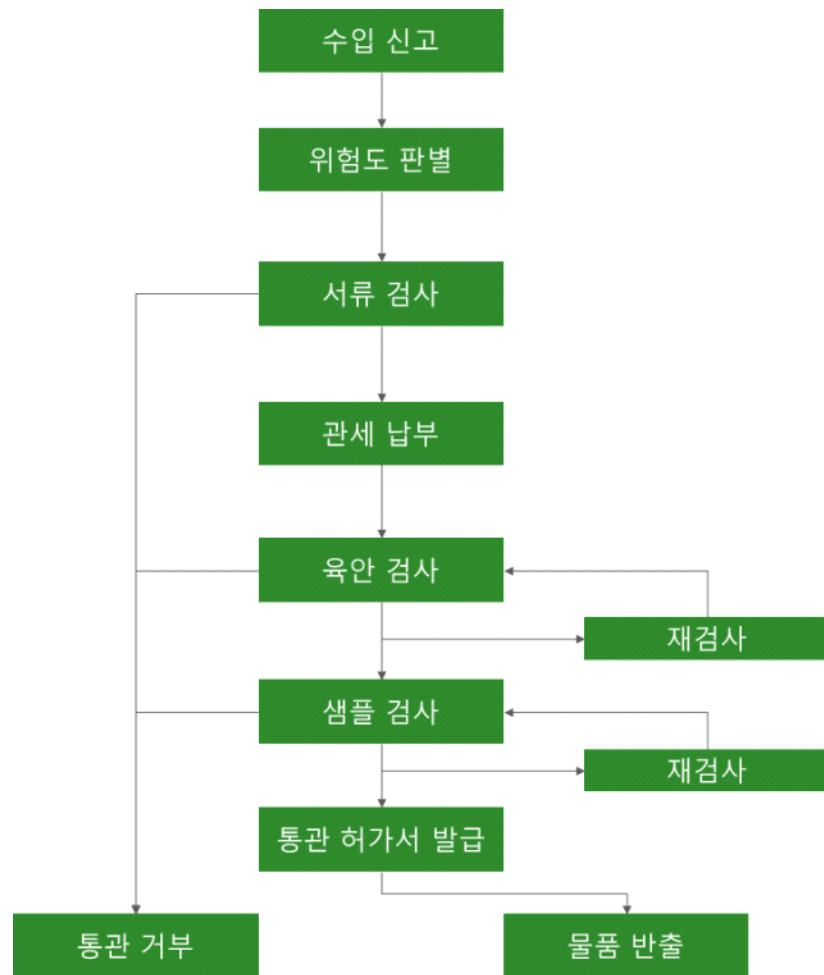 수입 신고
위험도 판별
서류 검사
관세 납부
육안 검사
재검사
샘플 검사
재검사
통관 허가서 발급
통관 거부
물품 반출